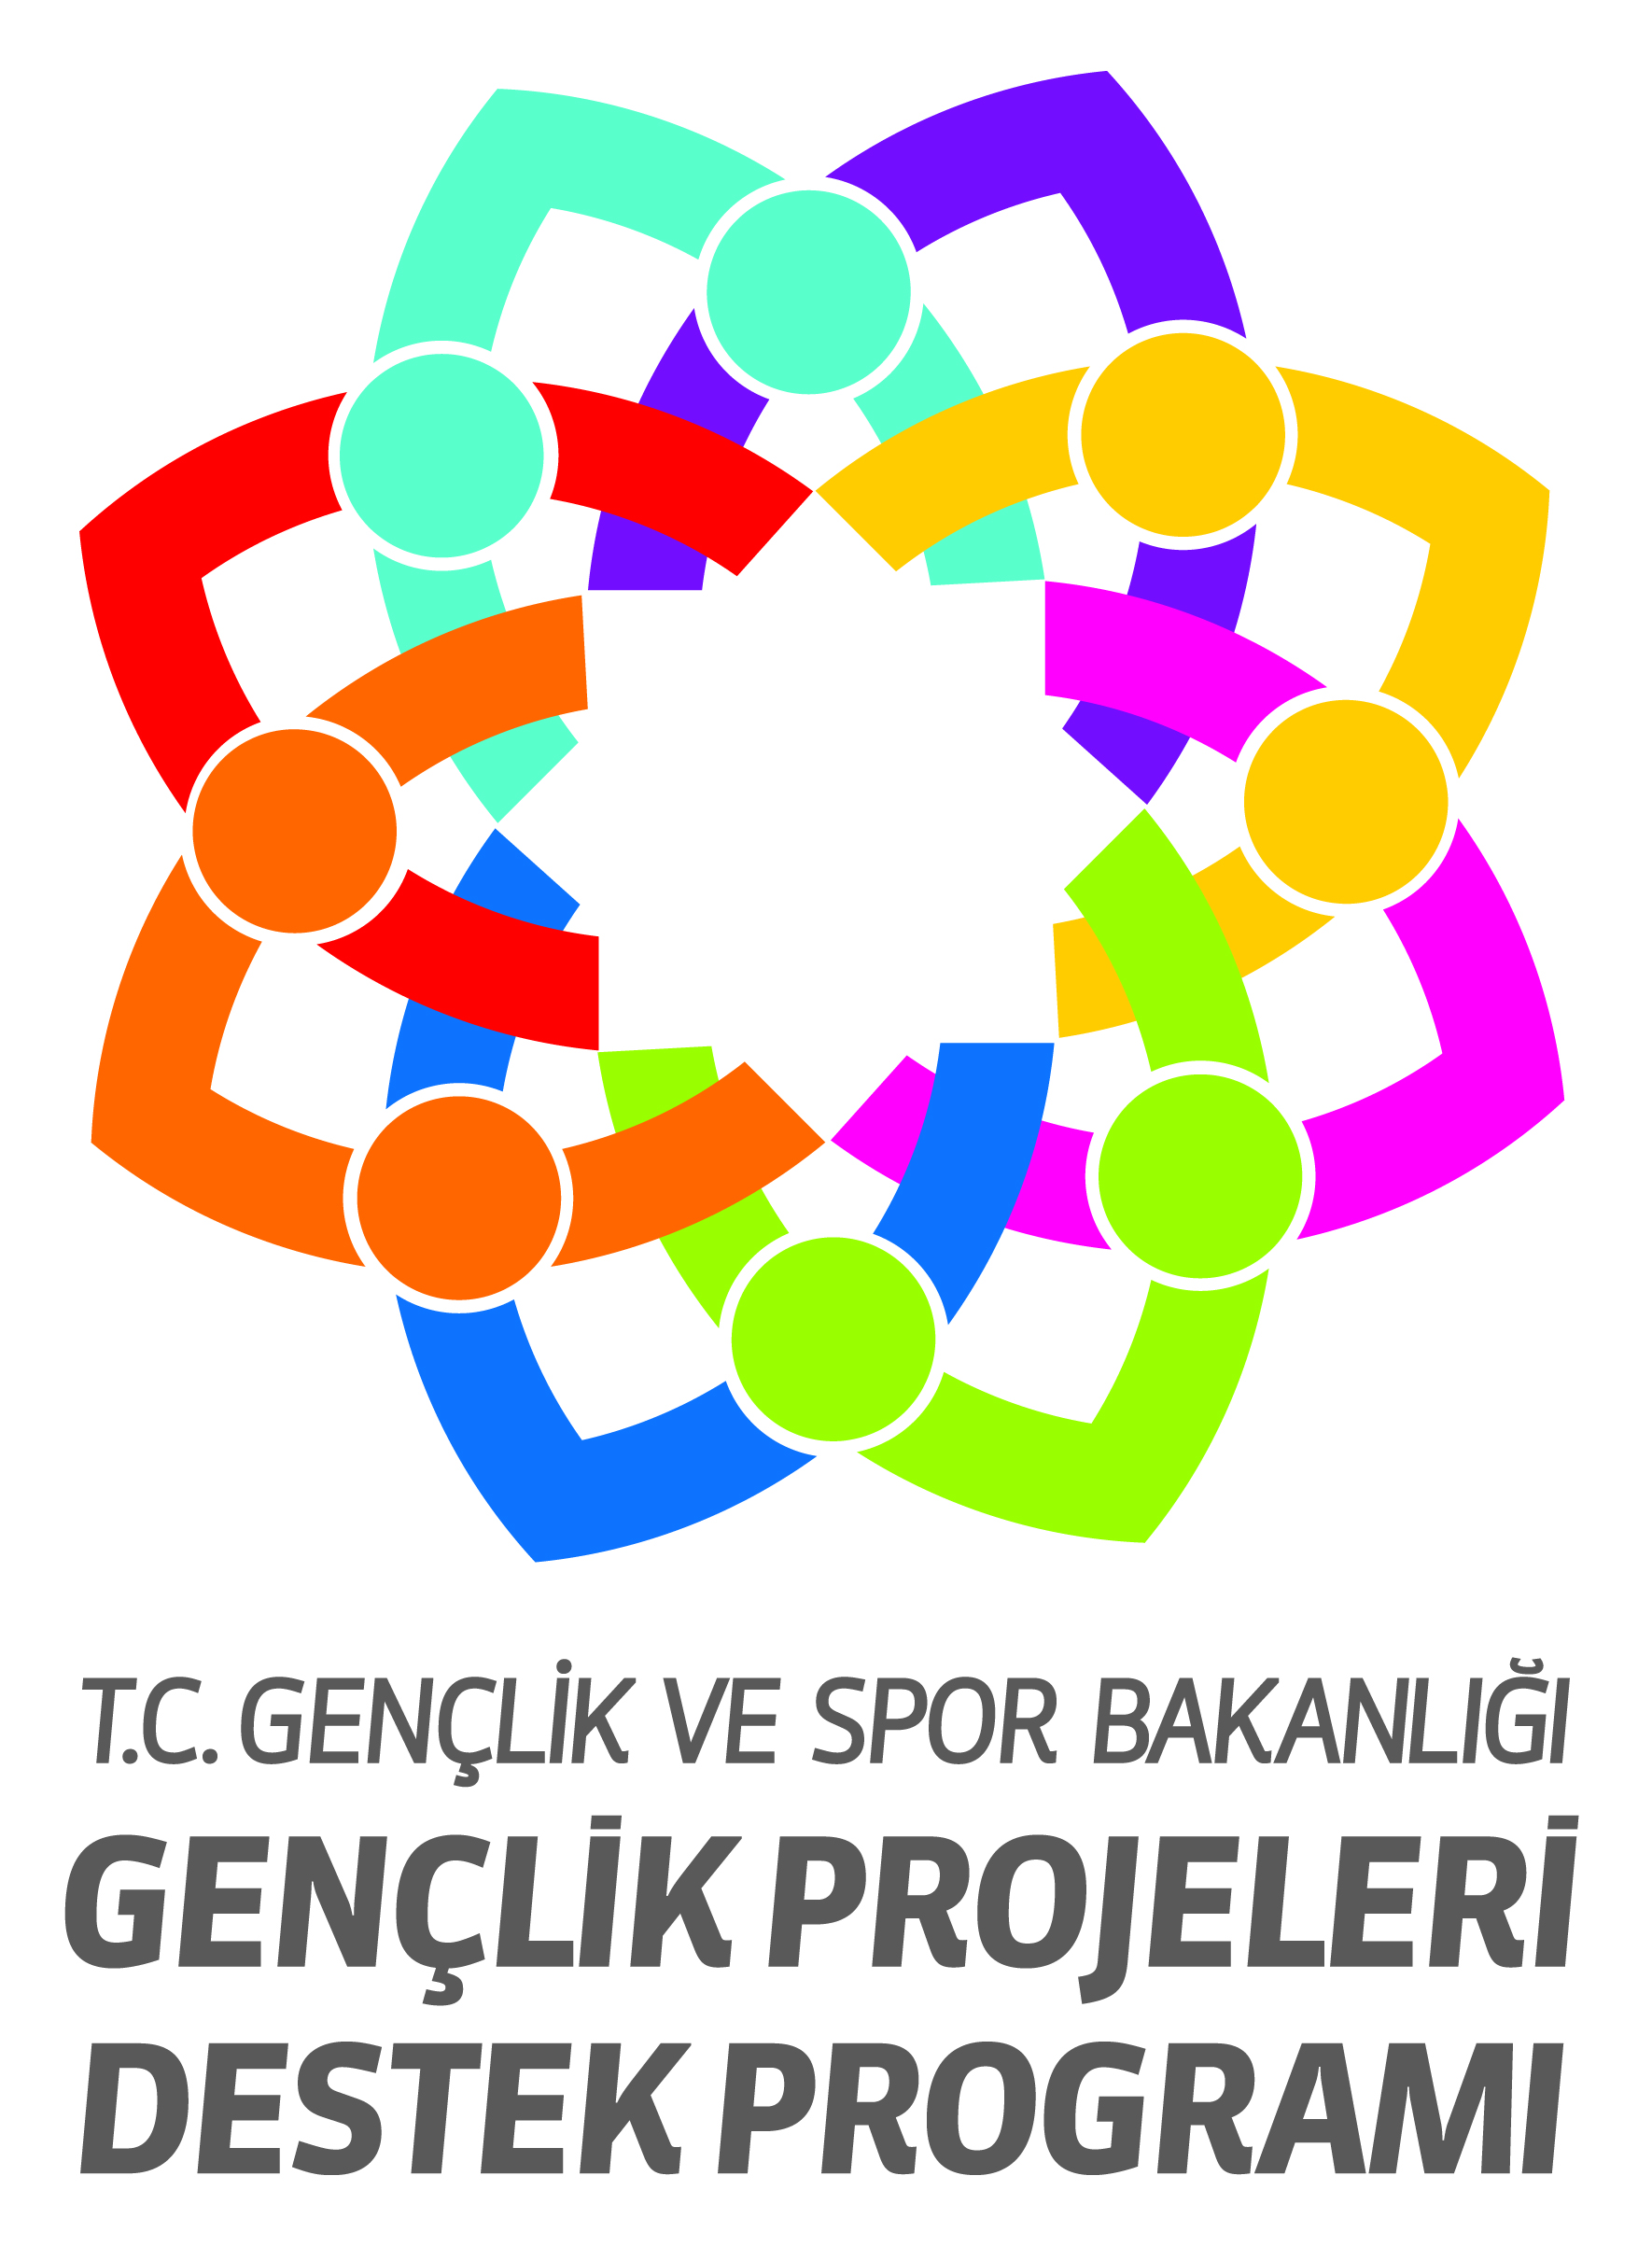 T.C. GENÇLİK VE SPOR BAKANLIĞI
GENÇLİK PROJELERİ
DESTEK PROGRAMI